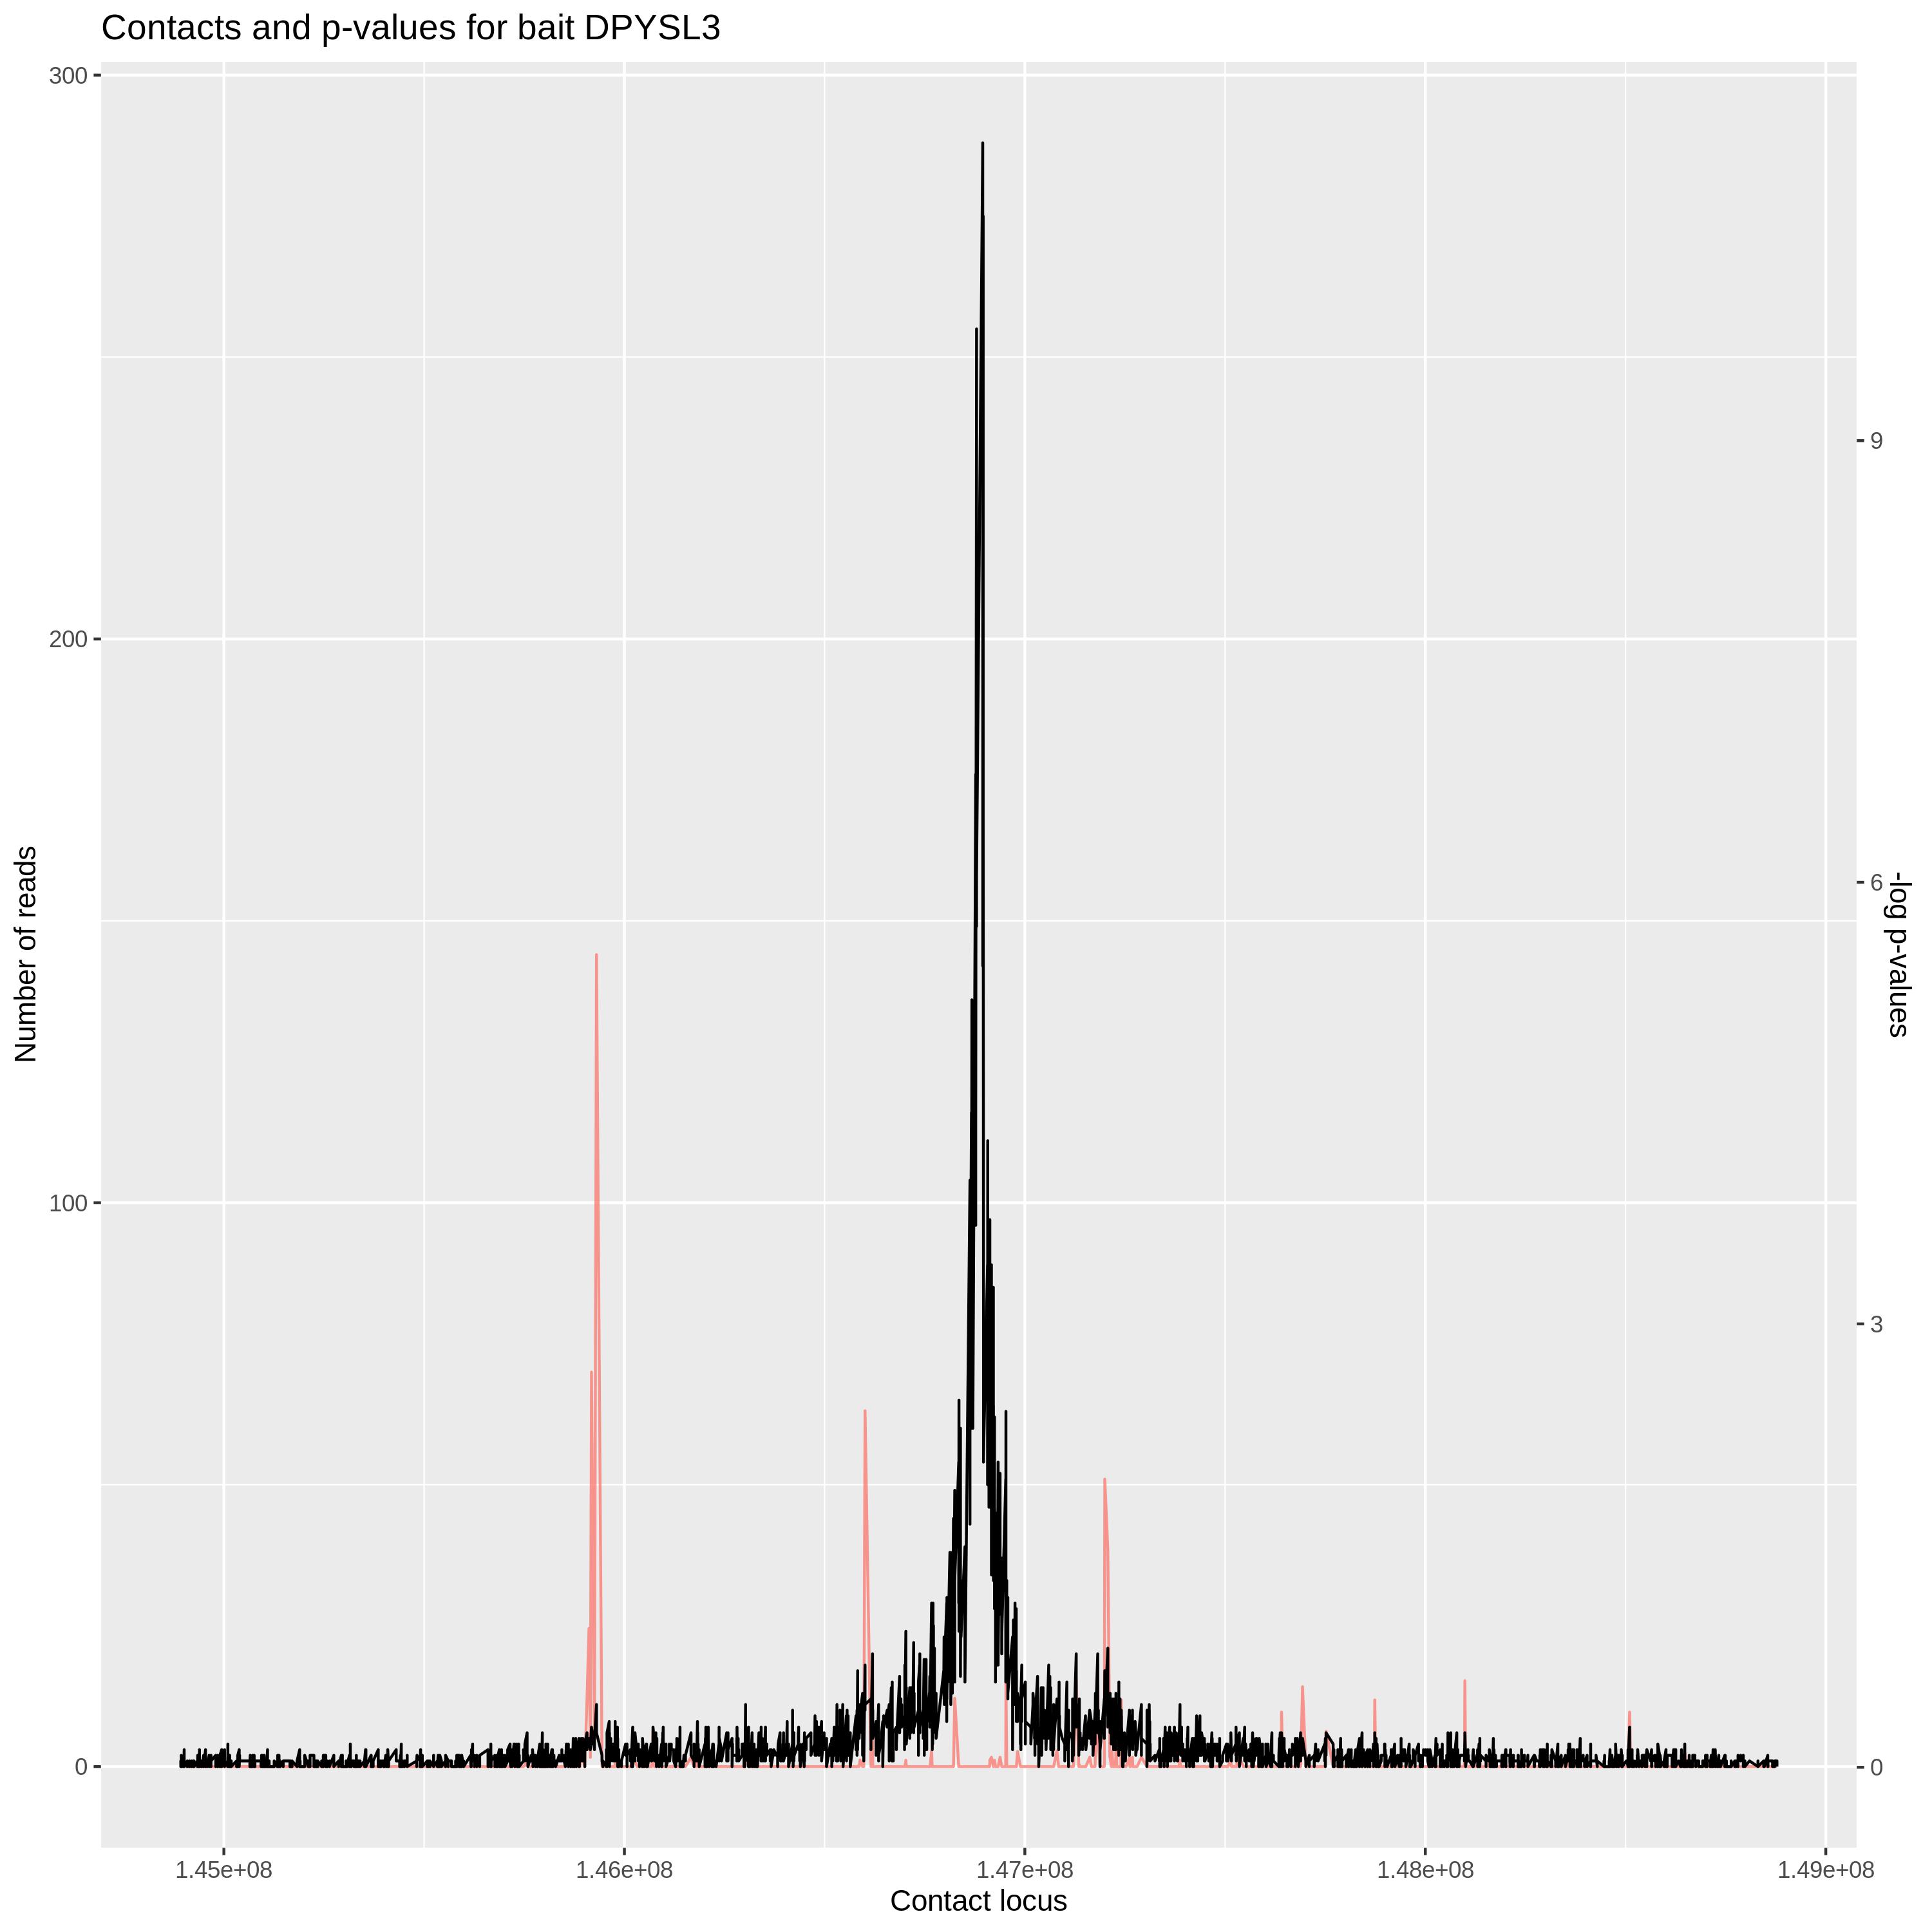 Contacts and p-values for bait DPYSL3
300
200
100
0
Number of reads
9
6
3
0
-log p-values
1.45e+08
1.46e+08
1.47e+08
1.48e+08
1.49e+08
Contact locus